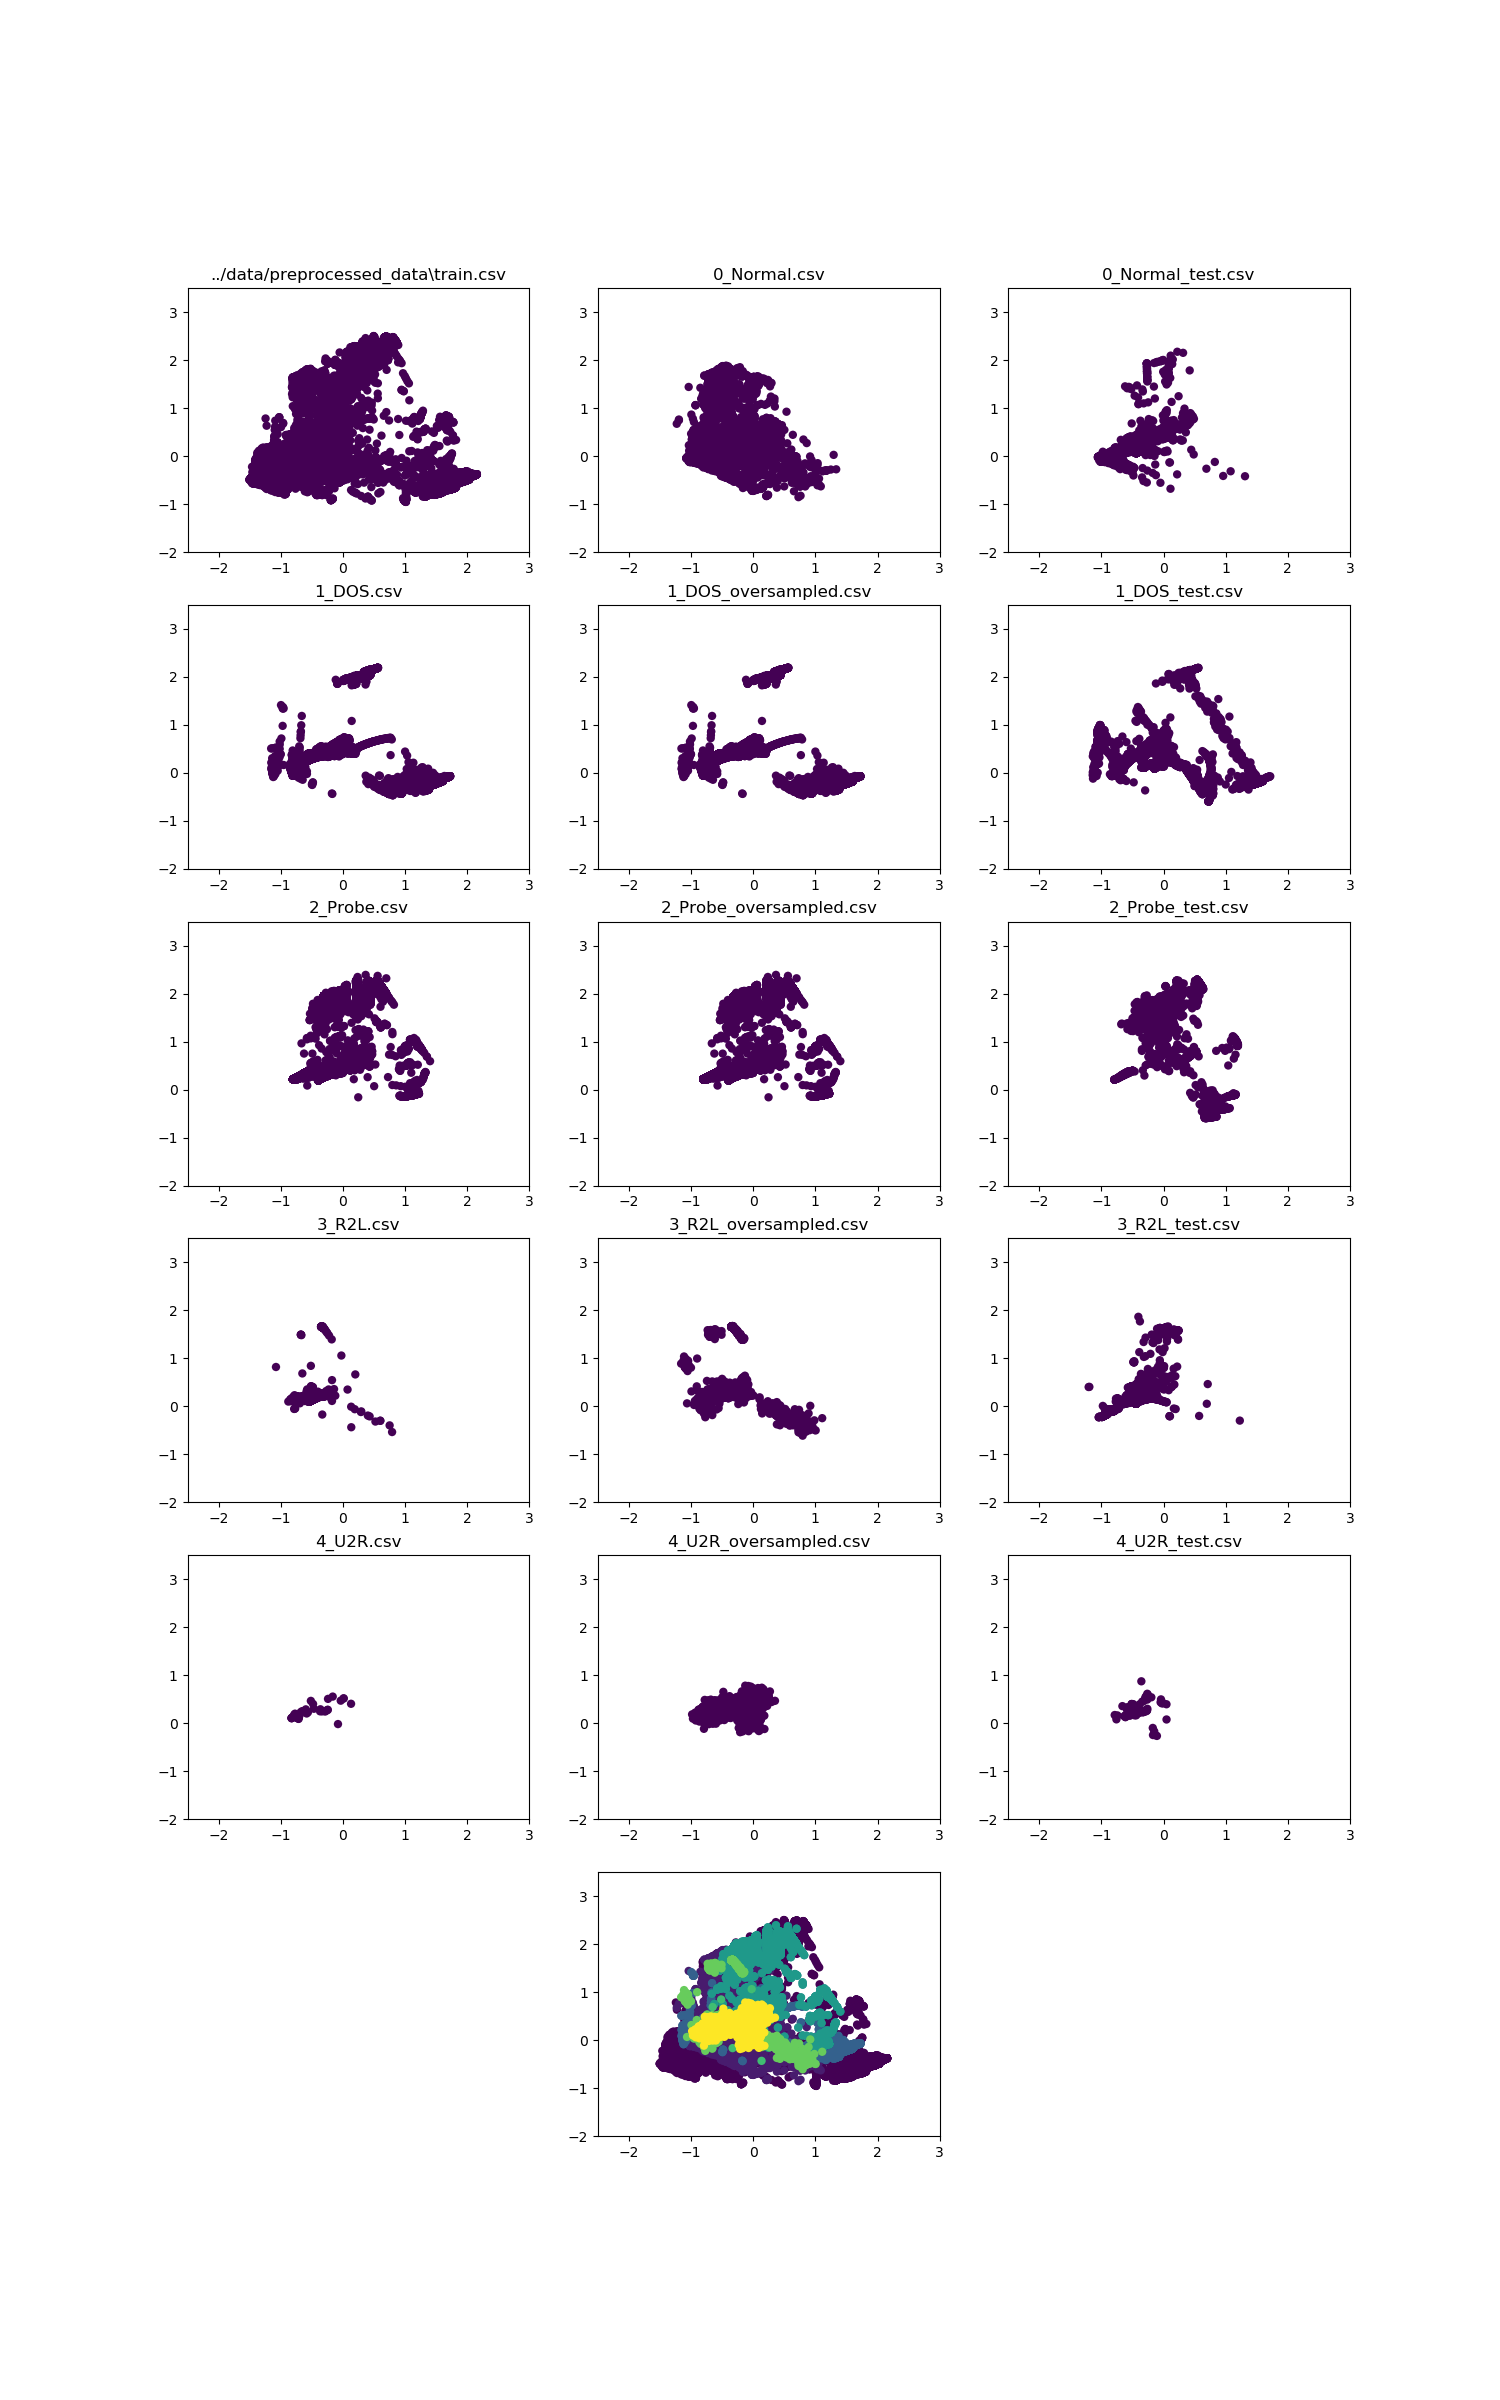 ../data/preprocessed_data\train.csv 0_Normal.csv 0_Normal_test.csv
3 3 3
2 2 2
1 1 1
0 0 0
−1 −1 −1
−2 −2 −2
−2 −1 0 1 2 3 −2 −1 0 1 2 3 −2 −1 0 1 2 3
1_DOS.csv 1_DOS_oversampled.csv 1_DOS_test.csv
3 3 3
2 2 2
1 1 1
0 0 0
−1 −1 −1
−2 −2 −2
−2 −1 0 1 2 3 −2 −1 0 1 2 3 −2 −1 0 1 2 3
2_Probe.csv 2_Probe_oversampled.csv 2_Probe_test.csv
3 3 3
2 2 2
1 1 1
0 0 0
−1 −1 −1
−2 −2 −2
−2 −1 0 1 2 3 −2 −1 0 1 2 3 −2 −1 0 1 2 3
3_R2L.csv 3_R2L_oversampled.csv 3_R2L_test.csv
3 3 3
2 2 2
1 1 1
0 0 0
−1 −1 −1
−2 −2 −2
−2 −1 0 1 2 3 −2 −1 0 1 2 3 −2 −1 0 1 2 3
4_U2R.csv 4_U2R_oversampled.csv 4_U2R_test.csv
3 3 3
2 2 2
1 1 1
0 0 0
−1 −1 −1
−2 −2 −2
−2 −1 0 1 2 3 −2 −1 0 1 2 3 −2 −1 0 1 2 3
3
2
1
0
−1
−2
−2 −1 0 1 2 3